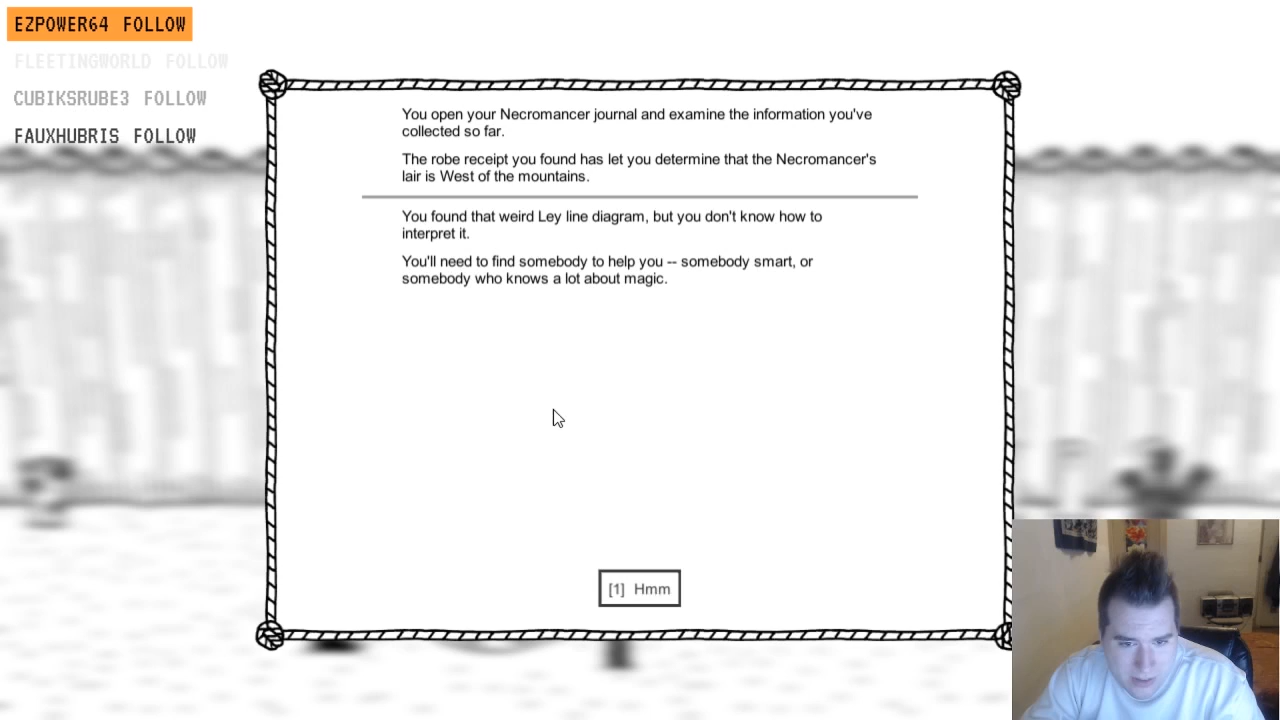 EZPOWER64 FOLLOW
FLEETINGWORLD FOLLOW
CUBIKSRUBE3 FOLLOW
FAUXHUBRIS FOLLOW
You open your Necromancer journal and examine the information you've
collected so far.
The robe receipt you found has let you determine that the Necromancer's
lair is West of the mountains.
You found that weird Ley line diagram, but you don't know how to
interpret it.
You'll need to find somebody to help you -- somebody smart, or
somebody who knows a lot about magic.
[1] Hmm